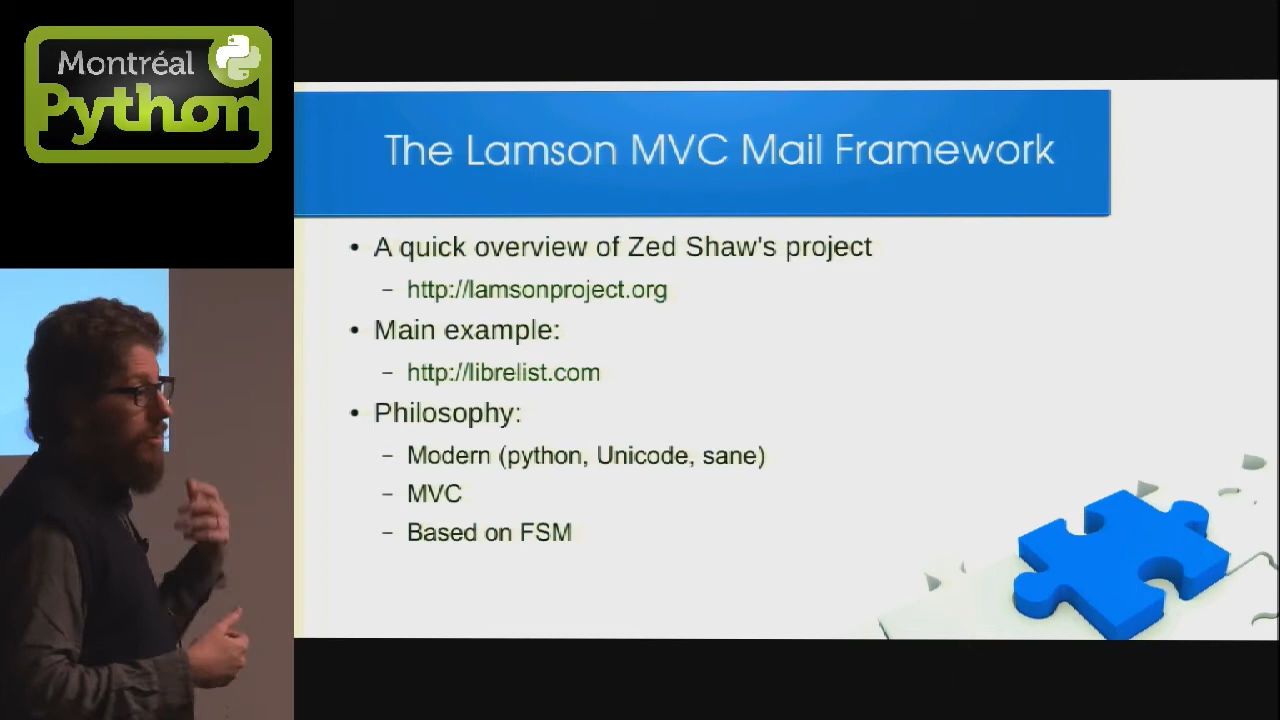 Montréal
Python
The Lamson MVC Mail Framework
• A quick overview of Zed Shaw's project
– http://lamsonproject.org
• Main example:
– http://librelist.com
• Philosophy:
– Modern (python, Unicode, sane)
– MVC
– Based on FSM